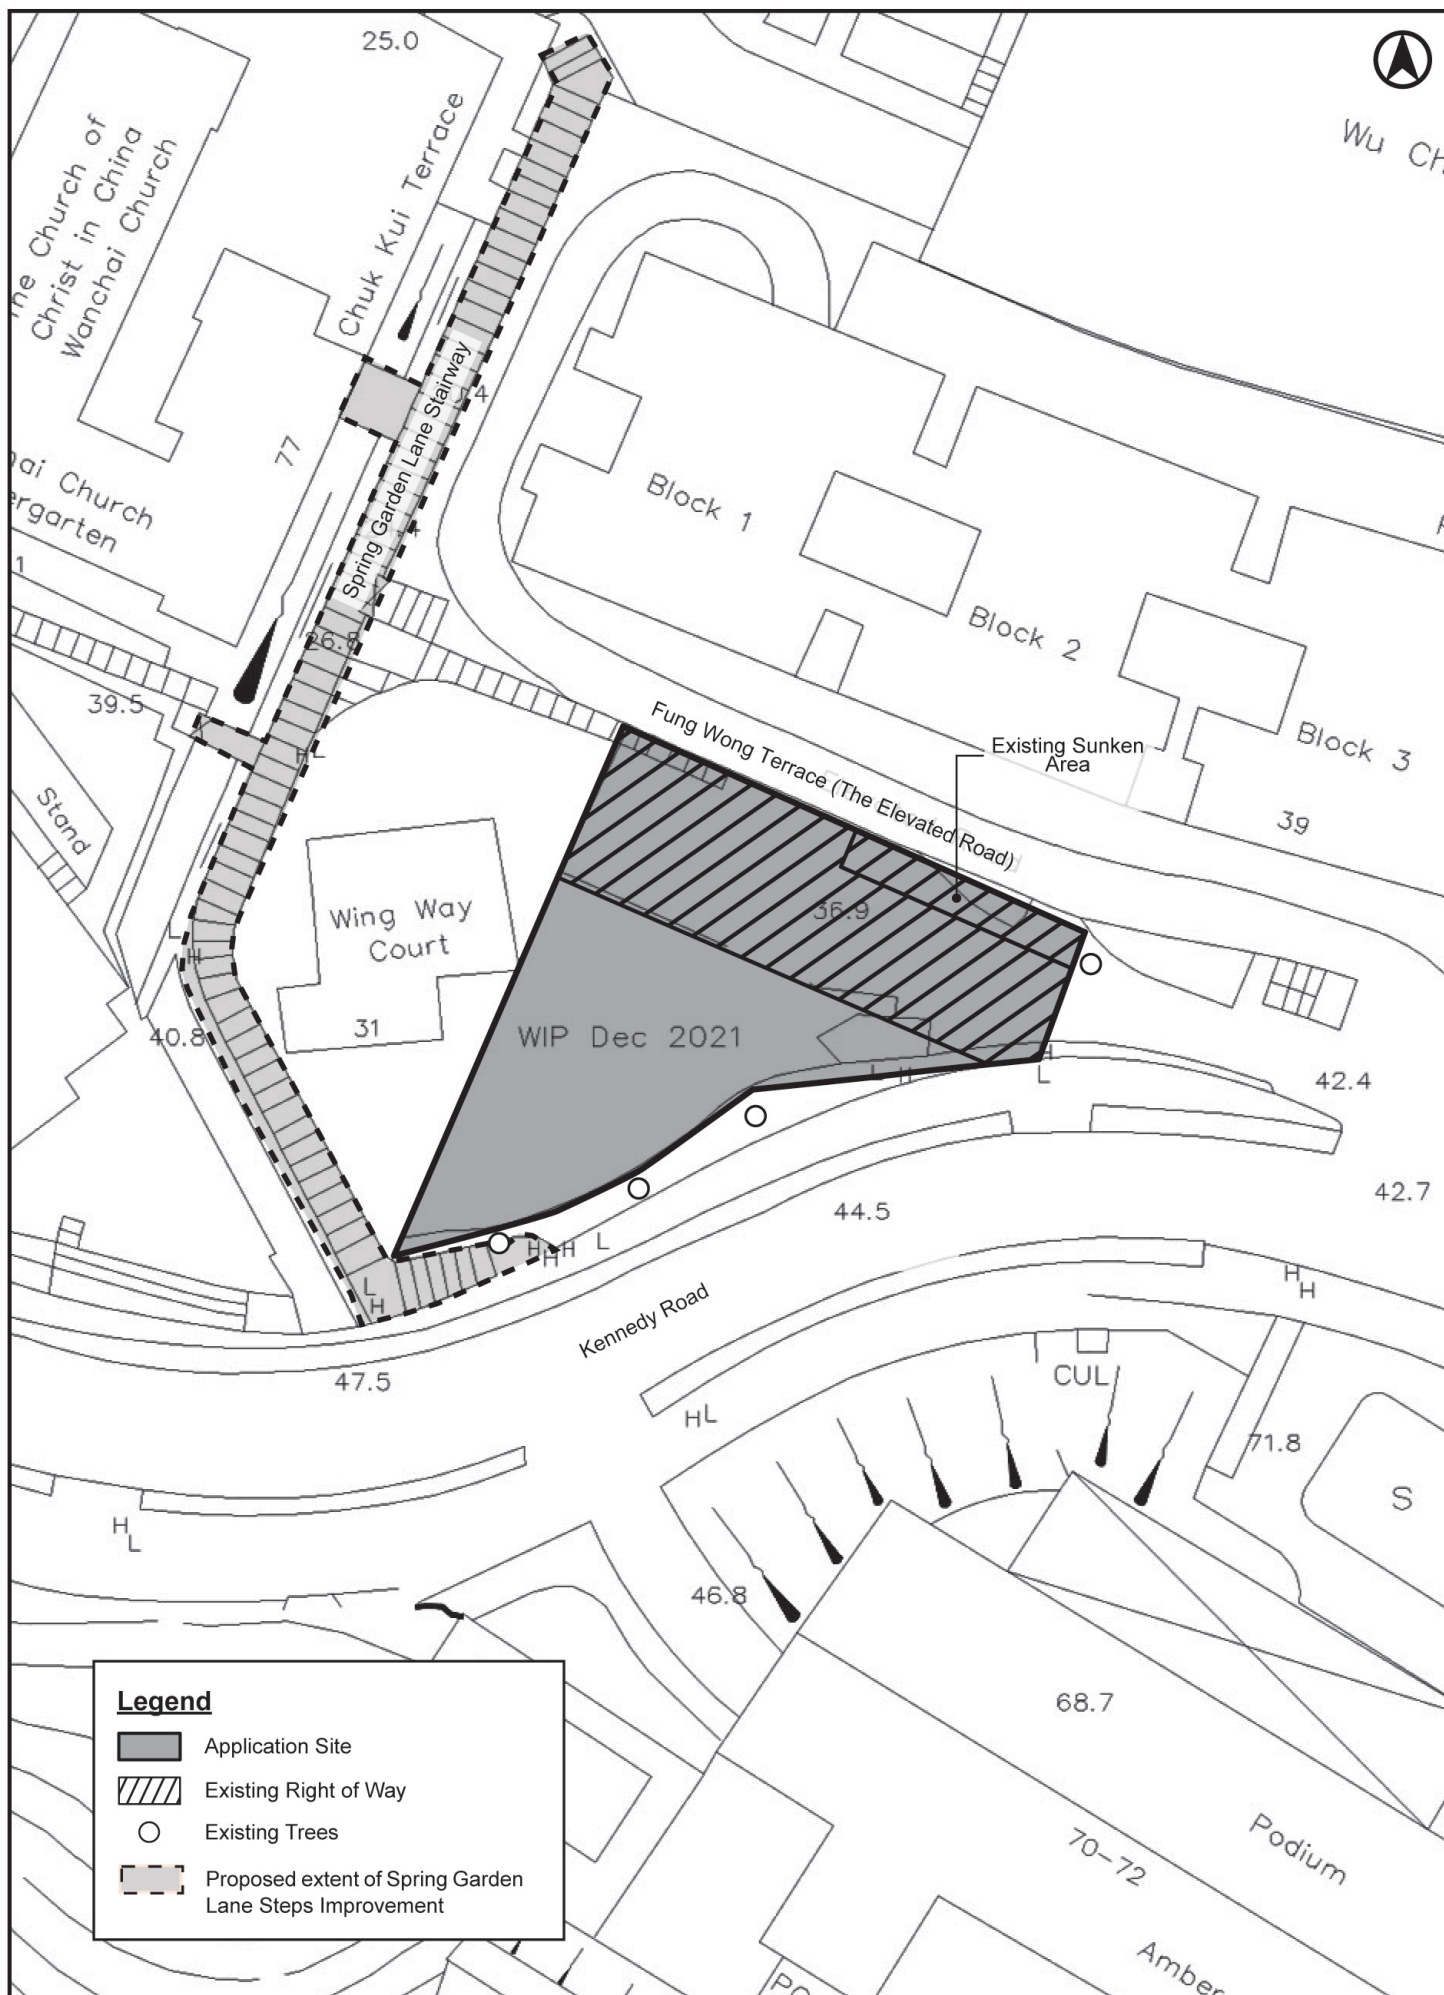 25.0
Wu Ch
The Church of
Christ in China
Wanchai Church
Chuk Kui Terrace
77
Spring Garden Lane Stairway
Church
Block 1
Block 2
Block 3
26.8
39.5
H L
Stand
Fung Wong Terrace (The Elevated Road)
Existing Sunken
Area
39
36.9
Wing Way
Court
31
L
H
40.8
WIP Dec 2021
L H
H
L
42.4
42.7
44.5
H H H L
L
H
Kennedy Road
47.5
H
H
CUL
H L
71.8
S
H
L
46.8
68.7
Podium
70-72
Amber
Legend
Application Site
Existing Right of Way
Existing Trees
Proposed extent of Spring Garden
Lane Steps Improvement